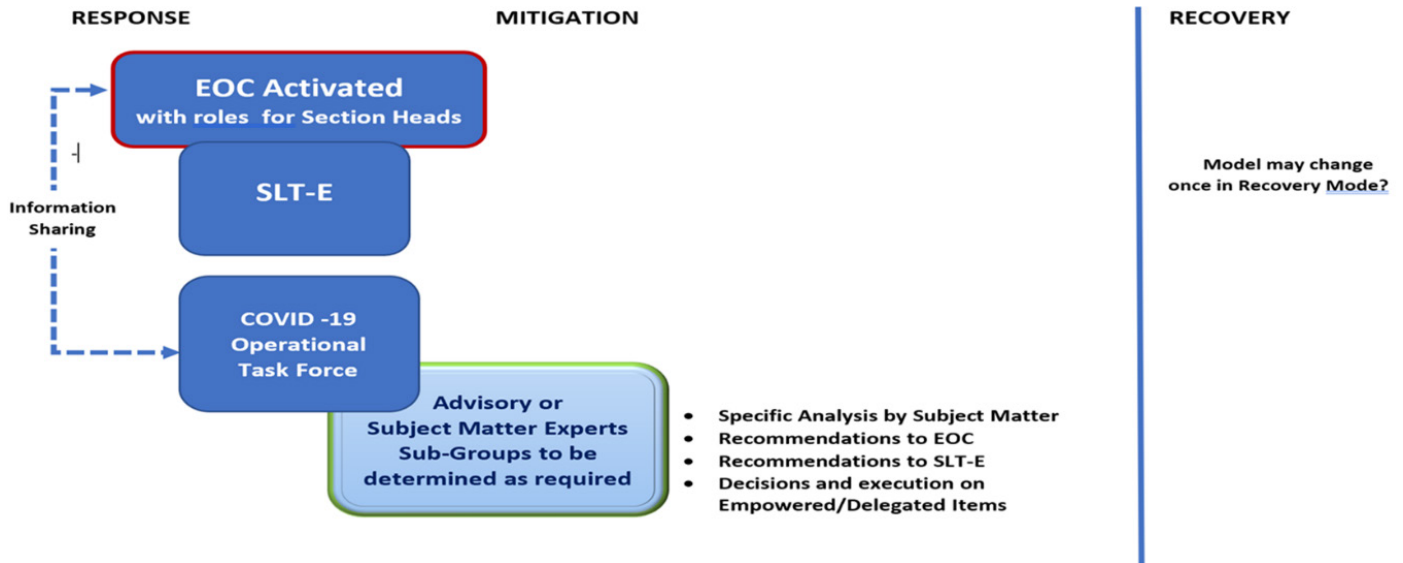 RESPONSE
MITIGATION
RECOVERY
EOC Activated
with roles for Section Heads
SLT-E
Information
Sharing
COVID -19
Operational
Task Force
Advisory or
Subject Matter Experts
Sub-Groups to be
determined as required
• Specific Analysis by Subject Matter
• Recommendations to EOC
• Recommendations to SLT-E
• Decisions and execution on
Empowered/Delegated Items
Model may change
once in Recovery Mode?